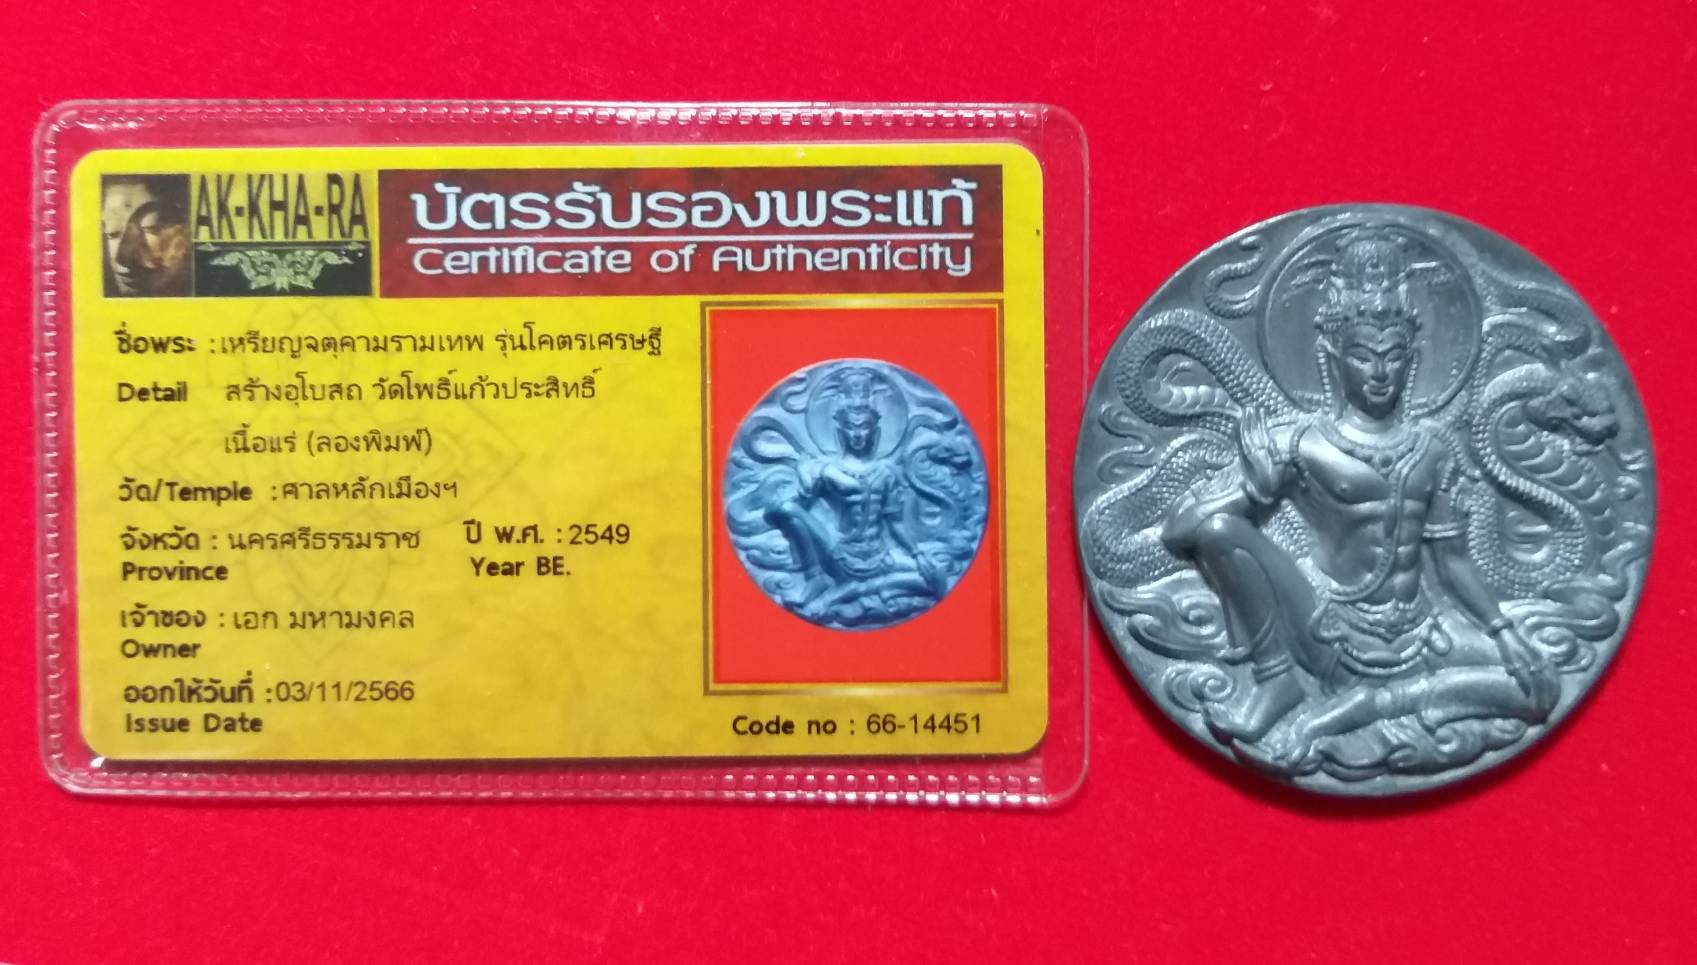 AK-KHA-RA
บัตรรับรองพระแท้
Certificate of Authenticity
ชื่อพระ : เหรียญจตุคามรามเทพ รุ่นโคตรเศรษฐี
Detail สร้างอุโบสถ วัดโพธิ์แก้วประสิทธิ์
เนื้อแร่ (ลองพิมพ์)
วัด/Temple : ศาลหลักเมืองฯ
จังหวัด : นครศรีธรรมราช ปี พ.ศ. : 2549
Province Year BE.
เจ้าของ : เอก มหามงคล
Owner
ออกให้วันที่ : 03/11/2566
Issue Date
Code no : 66-14451